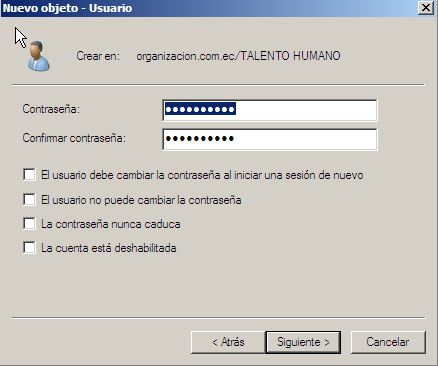 Nuevo objeto - Usuario
Crear en: organizacion.com.ec/TALENTO HUMANO
Contraseña: ●●●●●●●●●●
Confirmar contraseña: ●●●●●●●●●●
El usuario debe cambiar la contraseña al iniciar una sesión de nuevo
El usuario no puede cambiar la contraseña
La contraseña nunca caduca
La cuenta está deshabilitada
< Atrás Siguiente > Cancelar